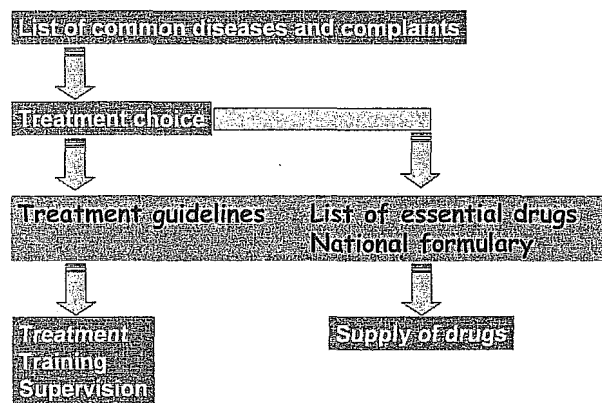 List of common diseases and complaints
Treatment choice
Treatment guidelines
List of essential drugs
National formulary
Treatment
Training
Supervision
Supply of drugs